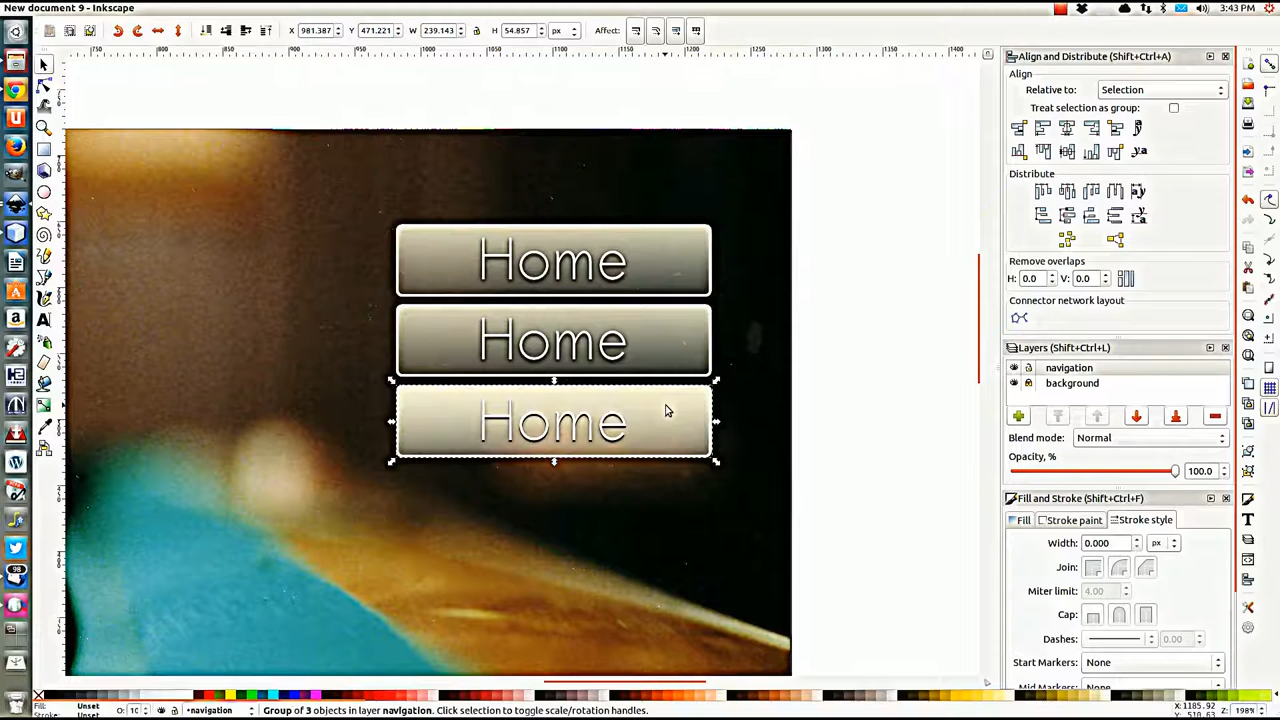 New document 9 - Inkscape
3:43 PM
X 981.387 Y 471.221 W 239.143 H 54.857 px Affect:
Align and Distribute (Shift+Ctrl+A)
Align
Relative to: Selection
Treat selection as group:
Distribute
Remove overlaps
H: 0.0 V: 0.0
Connector network layout
Layers (Shift+Ctrl+L)
navigation
background
Blend mode: Normal
Opacity, % 100.0
Fill and Stroke (Shift+Ctrl+F)
Fill Stroke paint Stroke style
Width: 0.000 px
Join:
Miter limit: 4.00
Cap:
Dashes: 0.00
Start Markers: None
Home
Home
Home
Fill: Unset
Stroke: Unset
O: navigation Group of 3 objects in layer navigation. Click selection to toggle scale/rotation handles.
X: 1185.92
Y: 510.63
Z: 198%